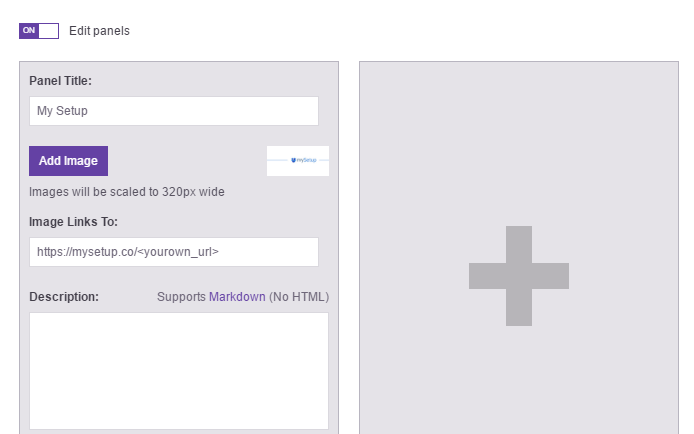 ON Edit panels
Panel Title:
My Setup
Add Image
mySetup
Images will be scaled to 320px wide
Image Links To:
https://mysetup.co/<yourown_url>
Description: Supports Markdown (No HTML)